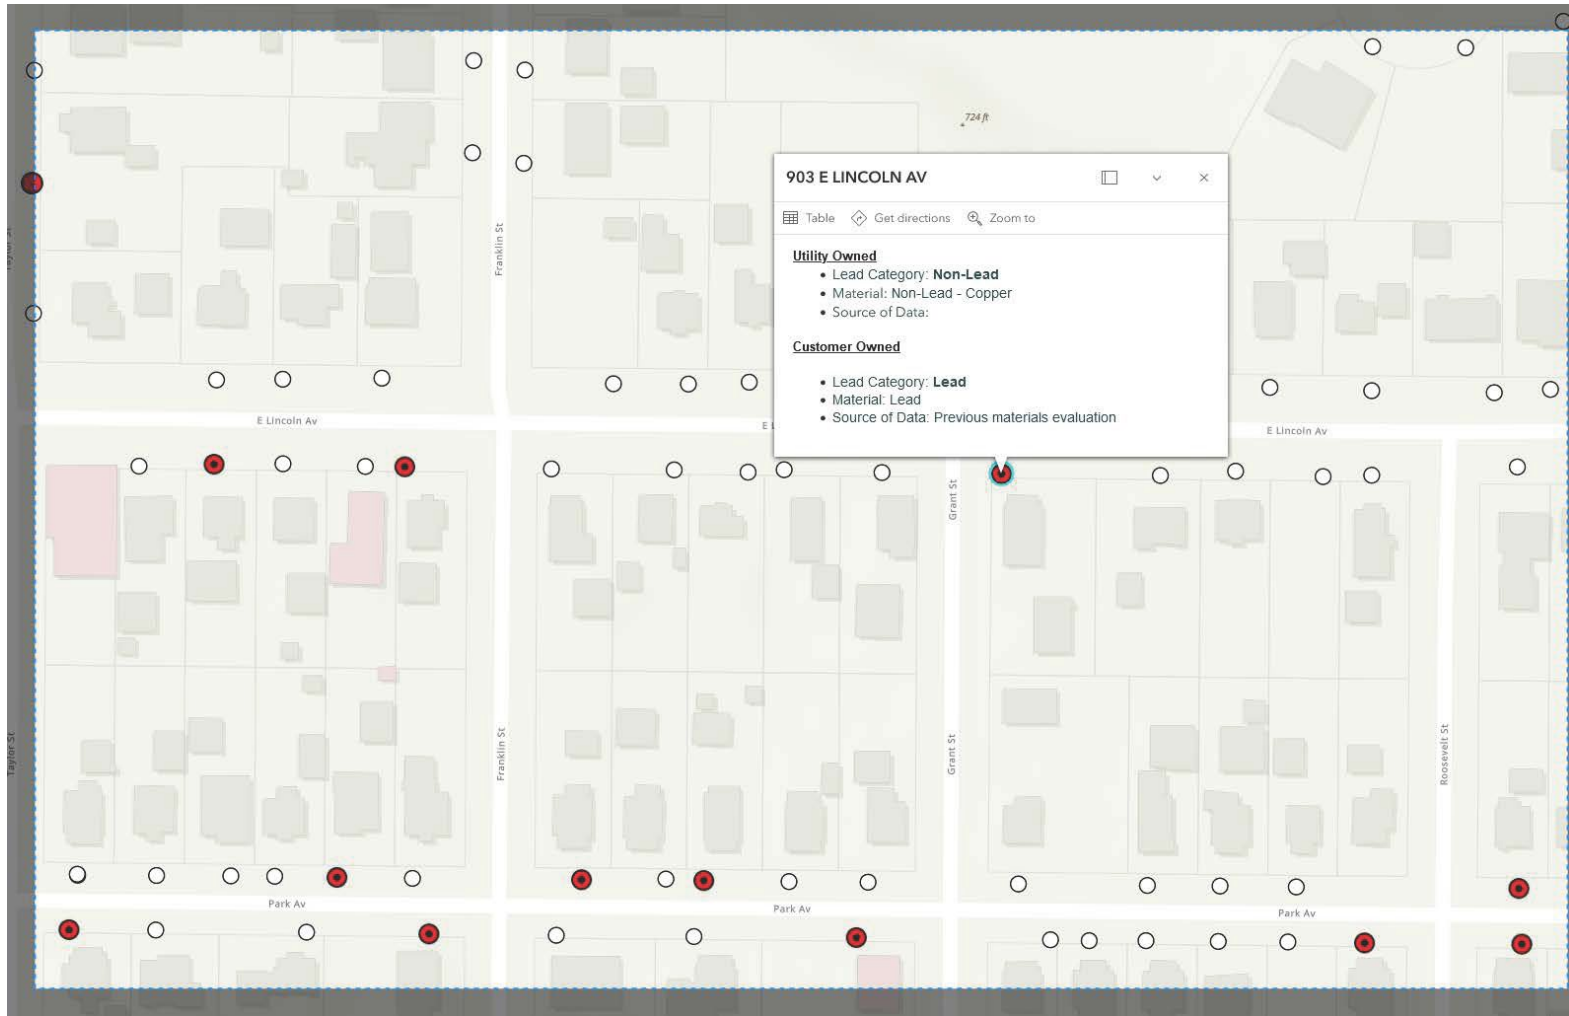 724 ft
903 E LINCOLN AV
Table Get directions Zoom to
Utility Owned
• Lead Category: Non-Lead
• Material: Non-Lead - Copper
• Source of Data:
Customer Owned
• Lead Category: Lead
• Material: Lead
• Source of Data: Previous materials evaluation
Franklin St
E Lincoln Av
E L
E Lincoln Av
Grant St
Taylor St
Franklin St
Grant St
Roosevelt St
Park Av
Park Av
Park Av